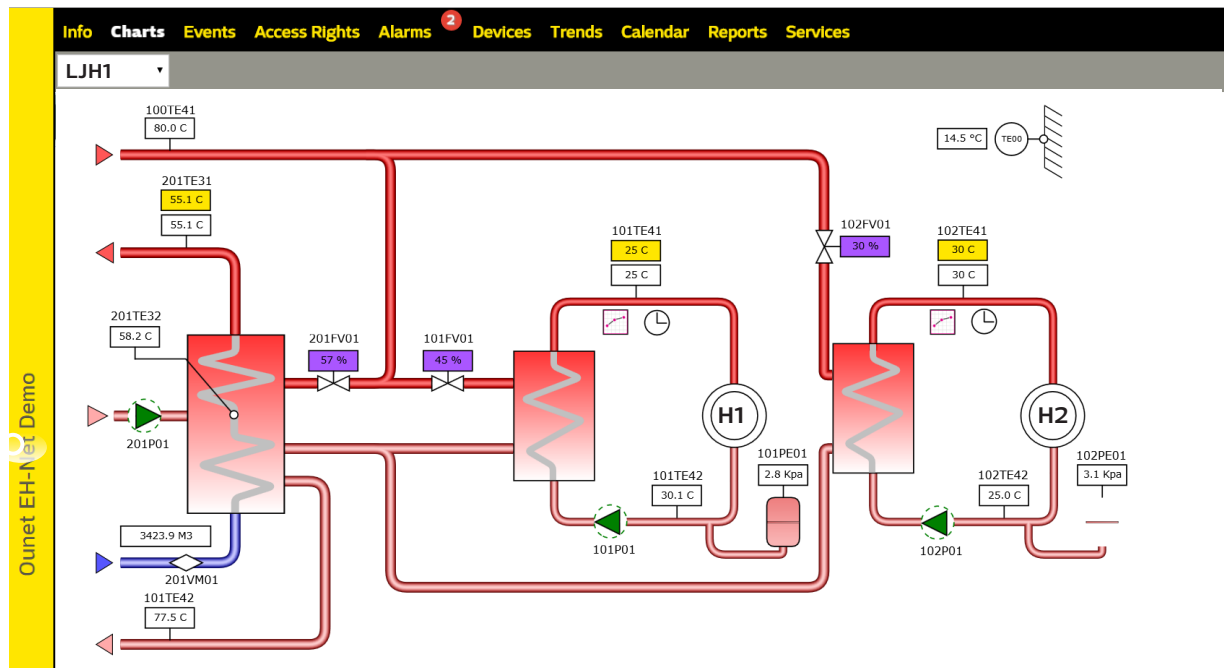 Info Charts Events Access Rights Alarms 2 Devices Trends Calendar Reports Services
LJH1
Ounet EH-Net Demo
100TE41
80.0 C
14.5 °C TE00
201TE31
55.1 C
55.1 C
101TE41
25 C
25 C
102FV01
30 %
102TE41
30 C
30 C
201TE32
58.2 C
201FV01
57 %
101FV01
45 %
H1
H2
201P01
101PE01
2.8 Kpa
102PE01
3.1 Kpa
101TE42
30.1 C
102TE42
25.0 C
101P01
102P01
3423.9 M3
201VM01
101TE42
77.5 C